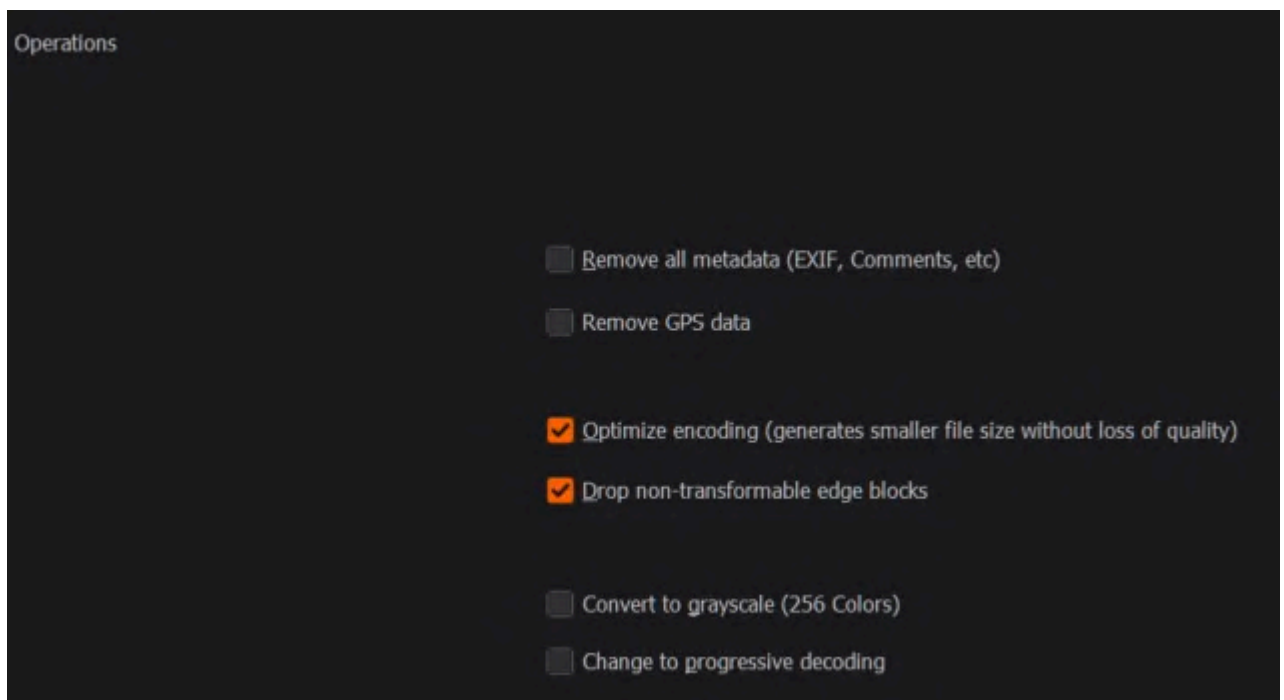 Operations
Remove all metadata (EXIF, Comments, etc)
Remove GPS data
Optimize encoding (generates smaller file size without loss of quality)
Drop non-transformable edge blocks
Convert to grayscale (256 Colors)
Change to progressive decoding